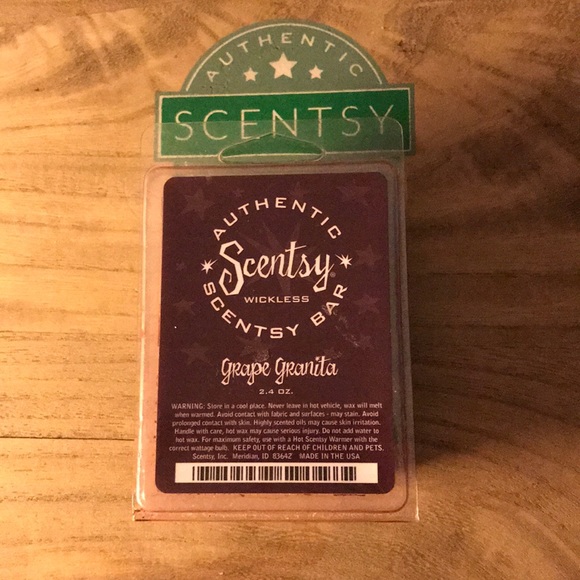 AUTHENTIC
SCENTSY
AUTHENTIC
Scentsy®
WICKLESS
SCENTSY BAR
Grape Granita
2.4 OZ.
WARNING: Store in a cool place. Never leave in hot vehicle, wax will melt
when warmed. Avoid contact with fabric and surfaces - may stain. Avoid
prolonged contact with skin. Highly scented oils may cause skin irritation.
Handle with care, hot wax may cause serious injury. Do not add water to
hot wax. For maximum safety, use with a Hot Scentsy Warmer with the
correct wattage bulb. KEEP OUT OF REACH OF CHILDREN AND PETS.
Scentsy, Inc. Meridian, ID 83642 MADE IN THE USA